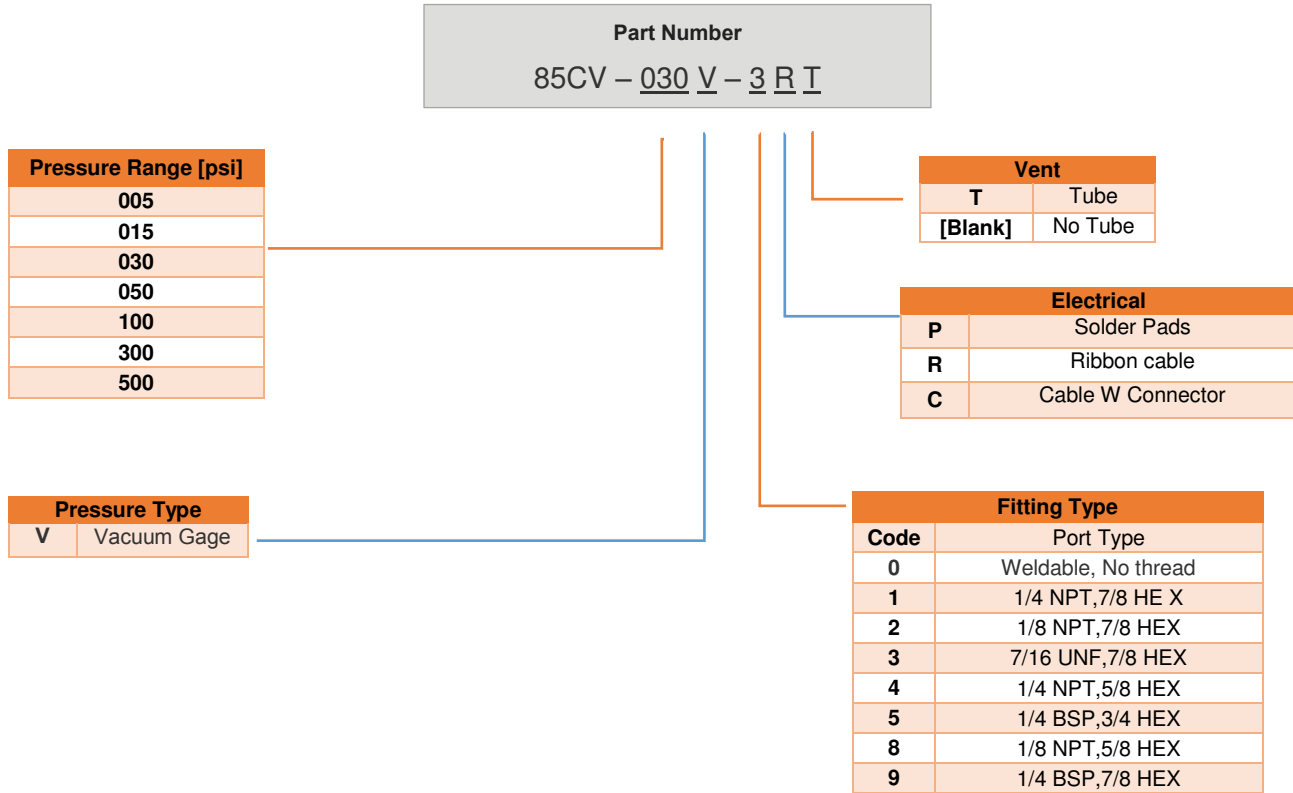 Part Number
85CV – 030 V – 3 R T
Pressure Range [psi]
005
015
030
050
100
300
500
Vent
T Tube
[Blank] No Tube
Electrical
P Solder Pads
R Ribbon cable
C Cable W Connector
Pressure Type
V Vacuum Gage
Fitting Type
Code Port Type
0 Weldable, No thread
1 1/4 NPT,7/8 HE X
2 1/8 NPT,7/8 HEX
3 7/16 UNF,7/8 HEX
4 1/4 NPT,5/8 HEX
5 1/4 BSP,3/4 HEX
8 1/8 NPT,5/8 HEX
9 1/4 BSP,7/8 HEX